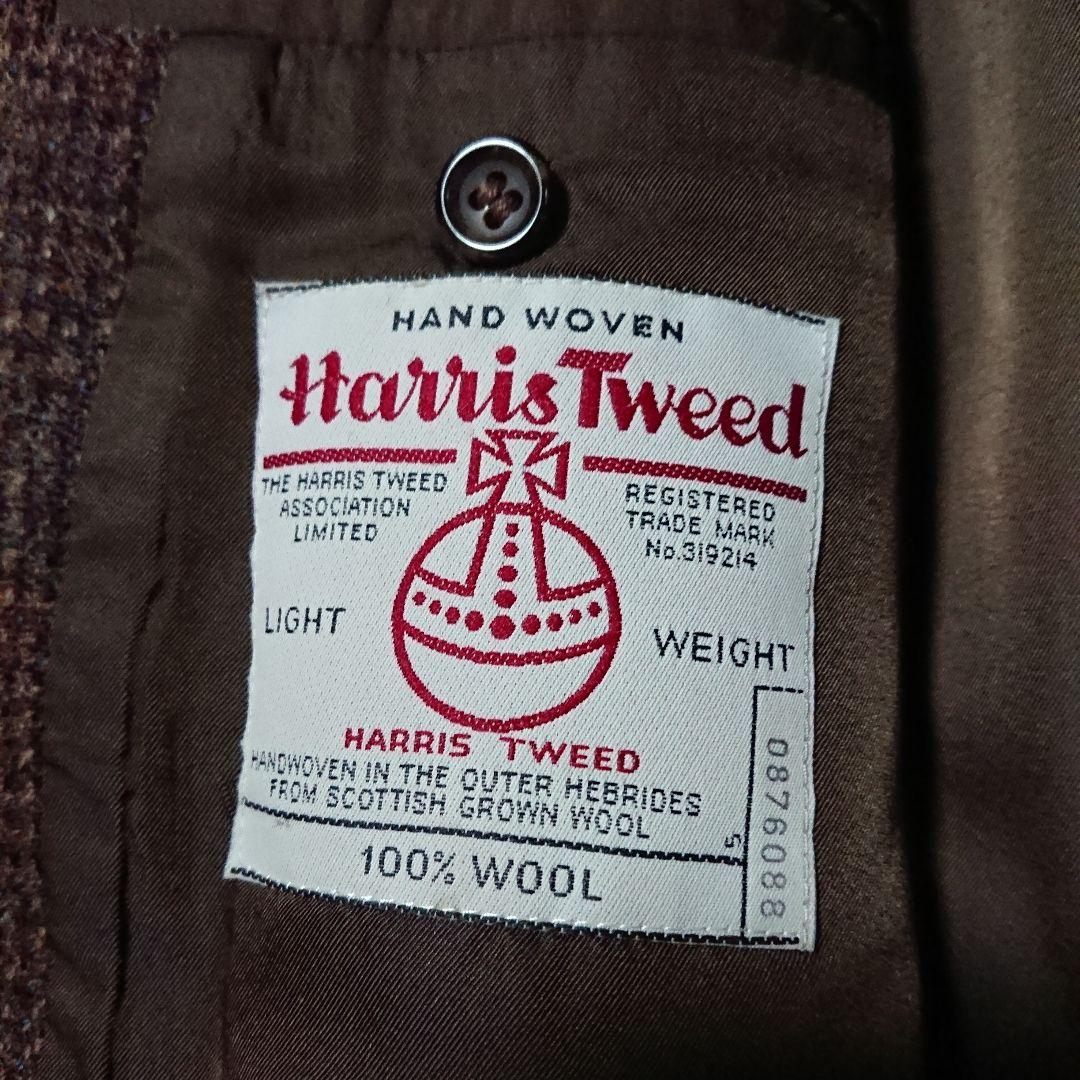 HAND WOVEN
Harris Tweed
THE HARRIS TWEED
ASSOCIATION
LIMITED
REGISTERED
TRADE MARK
No.319214
LIGHT
WEIGHT
HARRIS TWEED
HANDWOVEN IN THE OUTER HEBRIDES
FROM SCOTTISH GROWN WOOL
100% WOOL
5
0876088